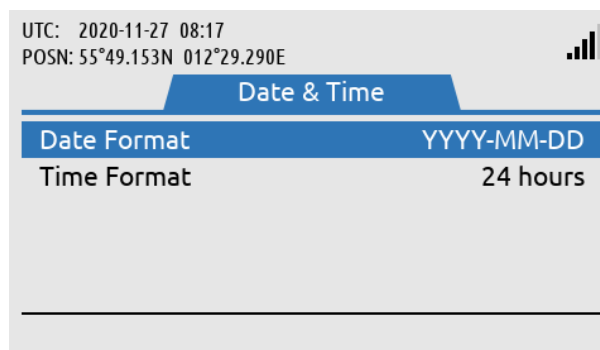 UTC: 2020-11-27 08:17
POSN: 55°49.153N 012°29.290E
Date & Time
Date Format YYYY-MM-DD
Time Format 24 hours